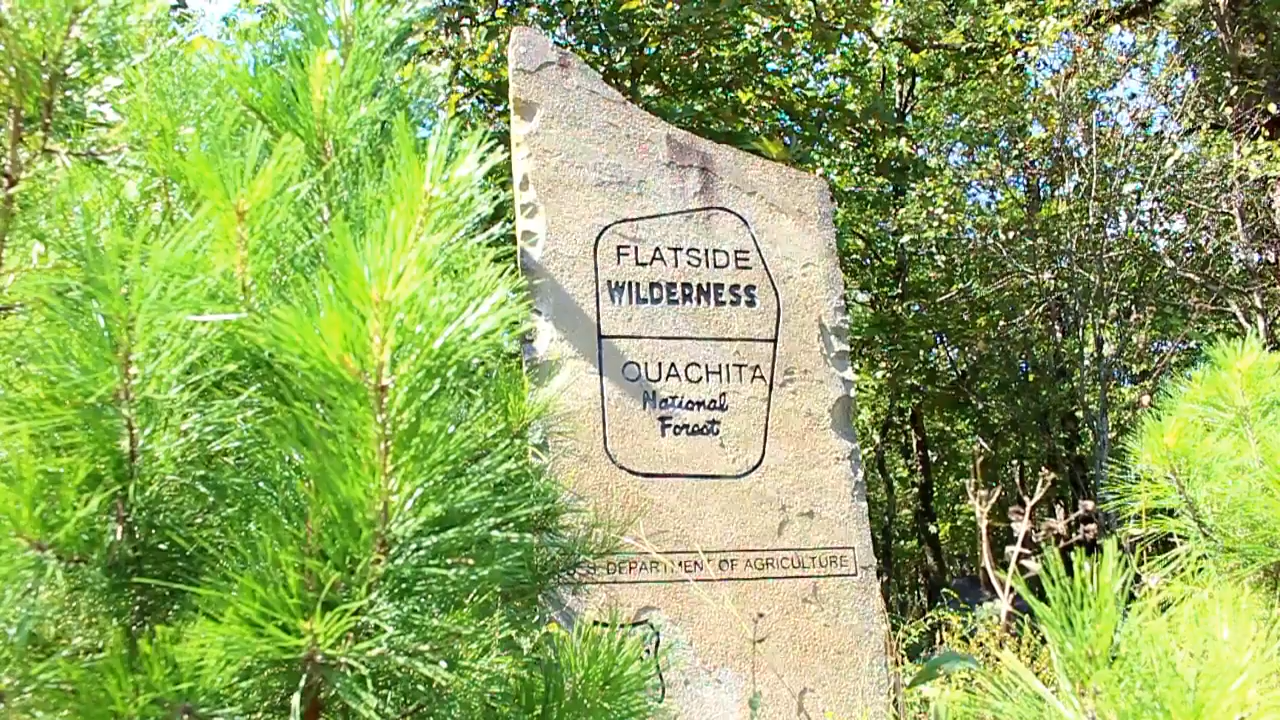 FLATSIDE
WILDERNESS
OUACHITA
National
Forest
U.S. DEPARTMENT OF AGRICULTURE